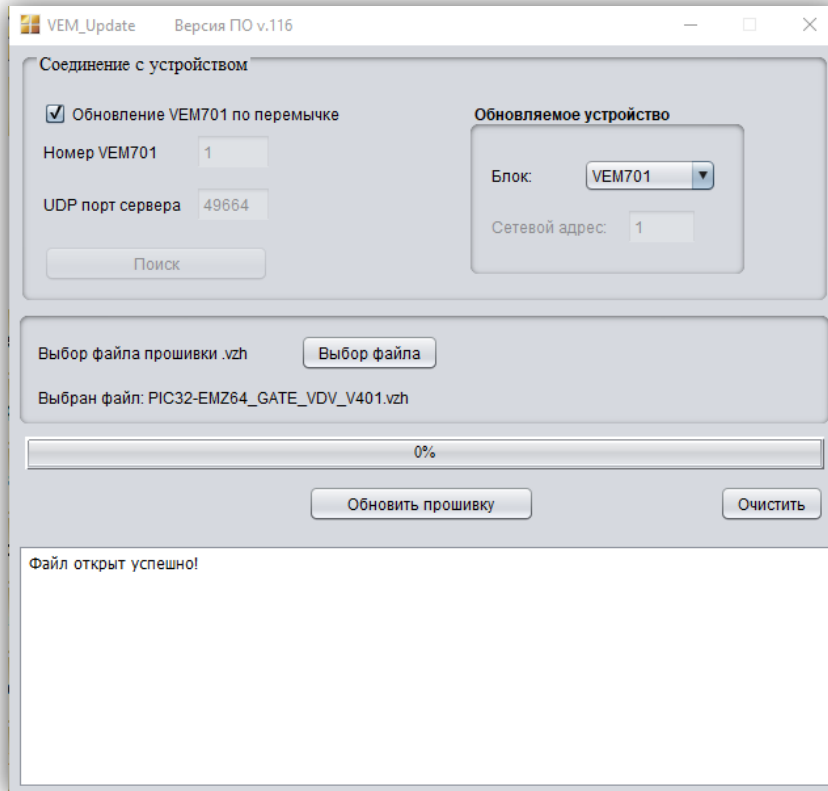 VEM_Update Версия ПО v.116
Соединение с устройством
Обновление VEM701 по перемычке
Номер VEM701 1
UDP порт сервера 49664
Поиск
Обновляемое устройство
Блок: VEM701
Сетевой адрес: 1
Выбор файла прошивки .vzh Выбор файла
Выбран файл: PIC32-EMZ64_GATE_VDV_V401.vzh
0%
Обновить прошивку Очистить
Файл открыт успешно!